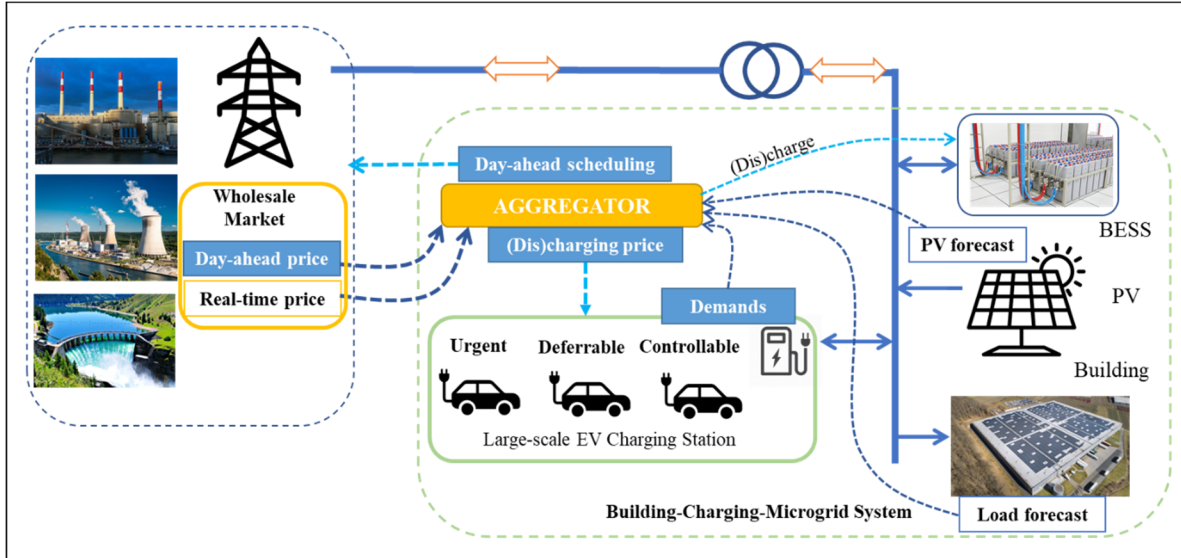 Wholesale
Market
Day-ahead price
Real-time price
Day-ahead scheduling
AGGREGATOR
(Dis)charging price
(Dis)charge
Demands
Urgent
Deferrable
Controllable
Large-scale EV Charging Station
BESS
PV forecast
PV
Building
Load forecast
Building-Charging-Microgrid System